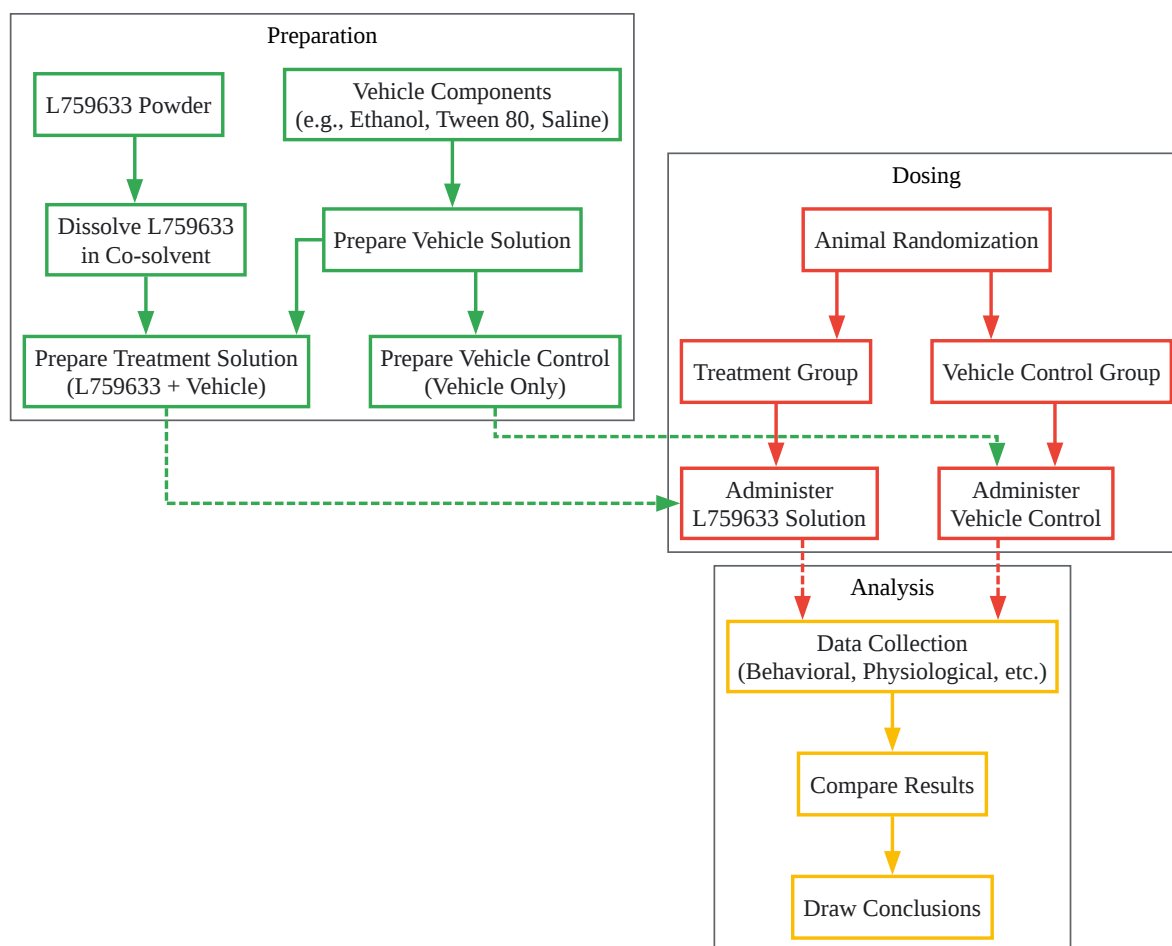 Preparation
L759633 Powder
Vehicle Components
(e.g., Ethanol, Tween 80, Saline)
Dissolve L759633
in Co-solvent
Prepare Vehicle Solution
Prepare Treatment Solution
(L759633 + Vehicle)
Prepare Vehicle Control
(Vehicle Only)
Dosing
Animal Randomization
Treatment Group
Vehicle Control Group
Administer
L759633 Solution
Administer
Vehicle Control
Analysis
Data Collection
(Behavioral, Physiological, etc.)
Compare Results
Draw Conclusions